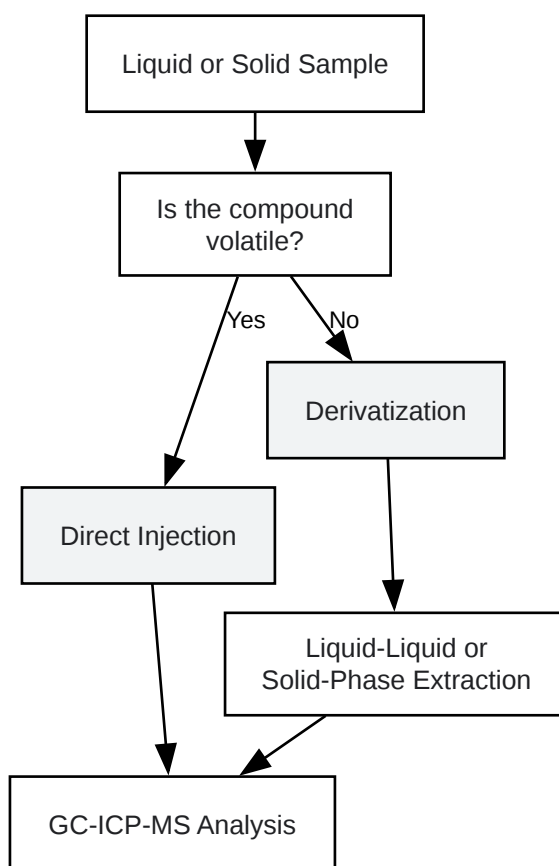 Liquid or Solid Sample
Is the compound
volatile?
Yes
No
Derivatization
Direct Injection
Liquid-Liquid or
Solid-Phase Extraction
GC-ICP-MS Analysis